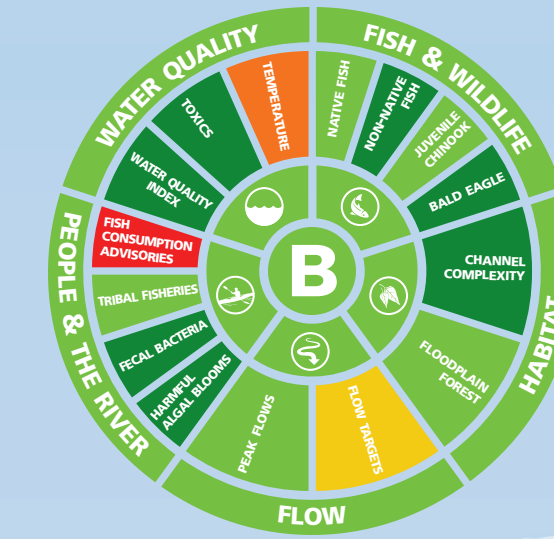 WATER QUALITY
FISH & WILDLIFE
HABITAT
FLOW
PEOPLE & THE RIVER
B
TEMPERATURE
TOXICS
WATER QUALITY
INDEX
NATIVE FISH
NON-NATIVE
FISH
JUVENILE
CHINOOK
BALD EAGLE
CHANNEL
COMPLEXITY
FLOODPLAIN
FOREST
FLOW TARGETS
PEAK FLOWS
HARMFUL
ALGAL BLOOMS
FECAL BACTERIA
TRIBAL FISHERIES
FISH
CONSUMPTION
ADVISORIES